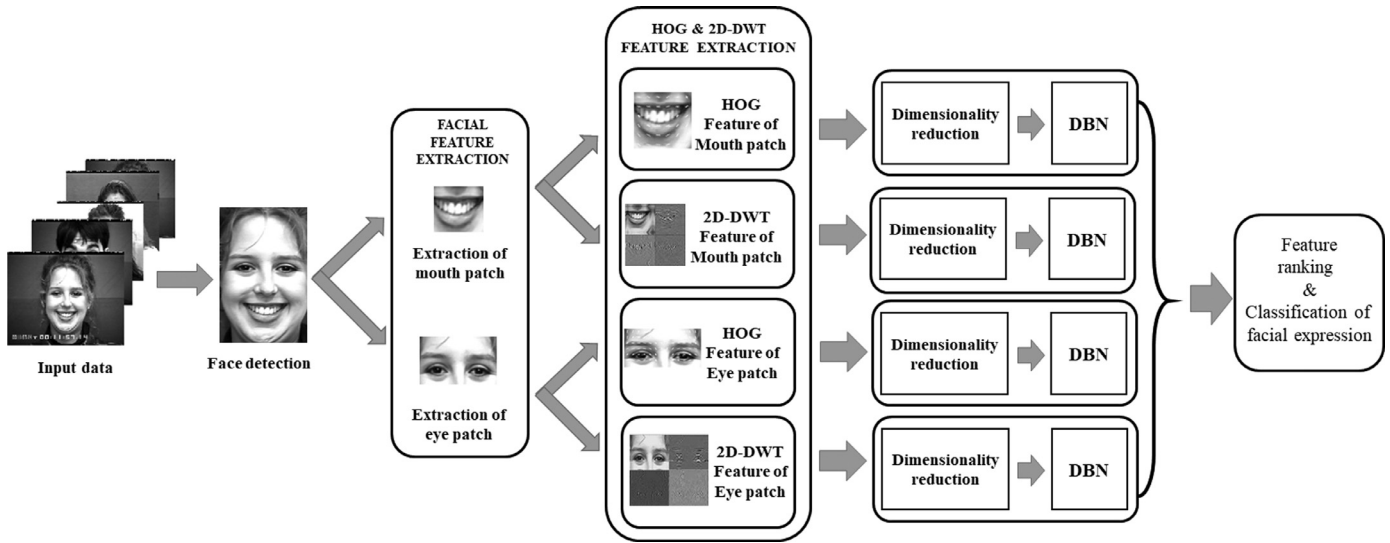 Input data
Face detection
FACIAL
FEATURE
EXTRACTION
Extraction of
mouth patch
Extraction of
eye patch
HOG & 2D-DWT
FEATURE EXTRACTION
HOG
Feature of
Mouth patch
2D-DWT
Feature of
Mouth patch
HOG
Feature of
Eye patch
2D-DWT
Feature of
Eye patch
Dimensionality
reduction
DBN
Dimensionality
reduction
DBN
Dimensionality
reduction
DBN
Dimensionality
reduction
DBN
Feature
ranking
&
Classification of
facial expression